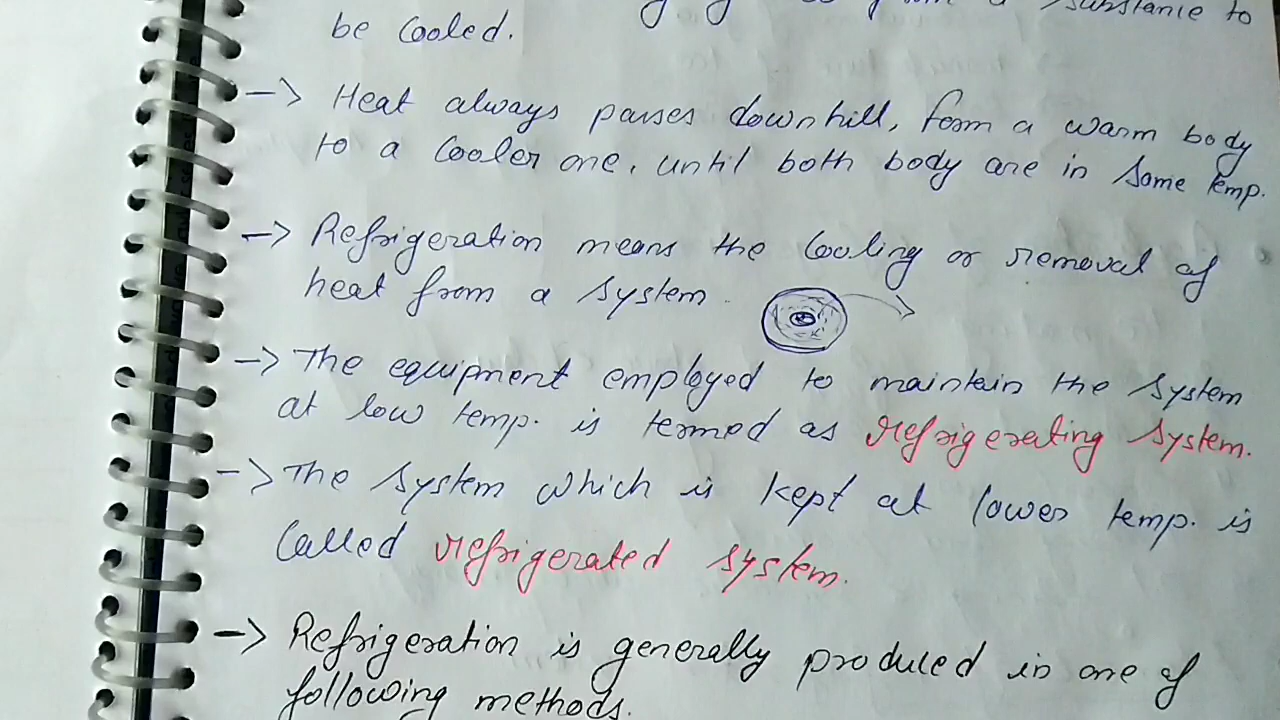 a substance to
be cooled.
-> Heat always passes downhill, form a warm body
to a cooler one, until both body are in same temp.
-> Refrigeration means the cooling or removal of
heat from a system.
-> The equipment employed to maintain the system
at low temp. is termed as refrigerating system.
-> The system which is kept at lower temp. is
called refrigerated system.
-> Refrigeration is generally produced in one of
following methods.